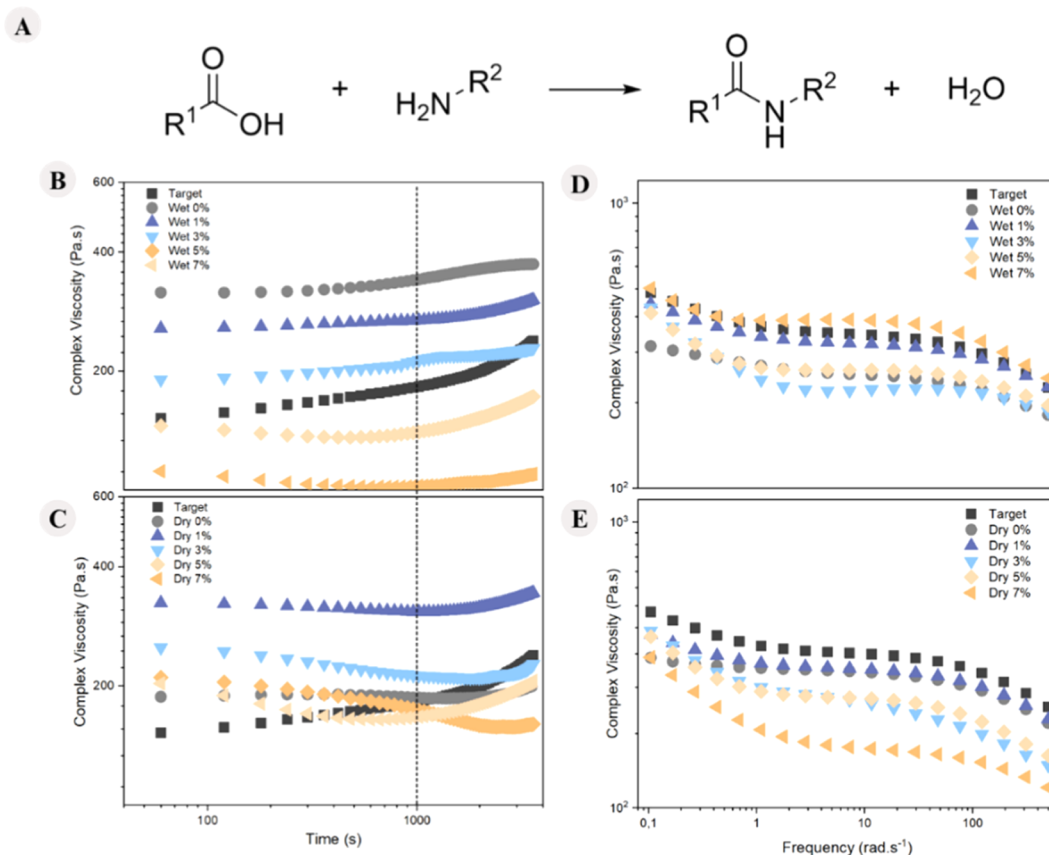 A
O
R¹
OH
+
H₂N
R²
O
R¹
N
H
R²
+
H₂O
B
600
400
200
Complex Viscosity (Pa.s)
Target
Wet 0%
Wet 1%
Wet 3%
Wet 5%
Wet 7%
C
600
400
200
Complex Viscosity (Pa.s)
Target
Dry 0%
Dry 1%
Dry 3%
Dry 5%
Dry 7%
100
1000
Time (s)
D
10³
10²
Complex Viscosity (Pa.s)
Target
Wet 0%
Wet 1%
Wet 3%
Wet 5%
Wet 7%
E
10³
10²
Complex Viscosity (Pa.s)
Target
Dry 0%
Dry 1%
Dry 3%
Dry 5%
Dry 7%
0,1
1
10
100
Frequency (rad.s⁻¹)